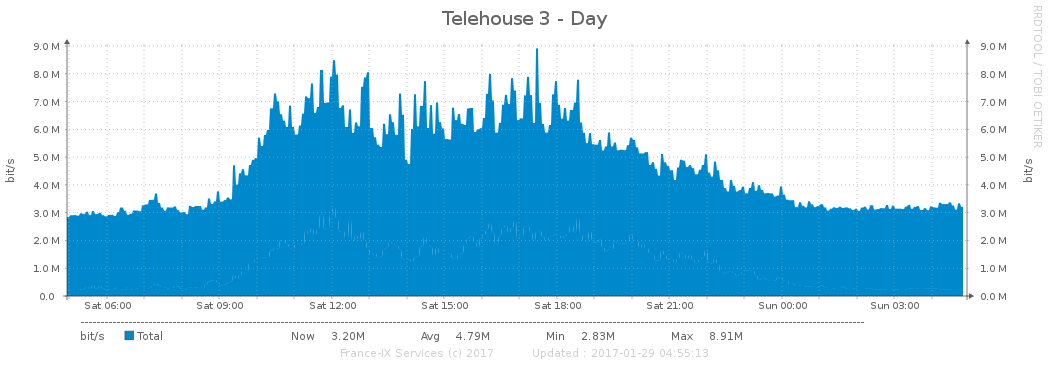 Telehouse 3 - Day
RRDTOOL / TOBI OETIKER
bit/s
9.0 M
8.0 M
7.0 M
6.0 M
5.0 M
4.0 M
3.0 M
2.0 M
1.0 M
0.0
9.0 M
8.0 M
7.0 M
6.0 M
5.0 M
4.0 M
3.0 M
2.0 M
1.0 M
0.0 M
bit/s
Sat 06:00 Sat 09:00 Sat 12:00 Sat 15:00 Sat 18:00 Sat 21:00 Sun 00:00 Sun 03:00
bit/s Total Now 3.20M Avg 4.79M Min 2.83M Max 8.91M
France-IX Services (c) 2017 Updated : 2017-01-29 04:55:13